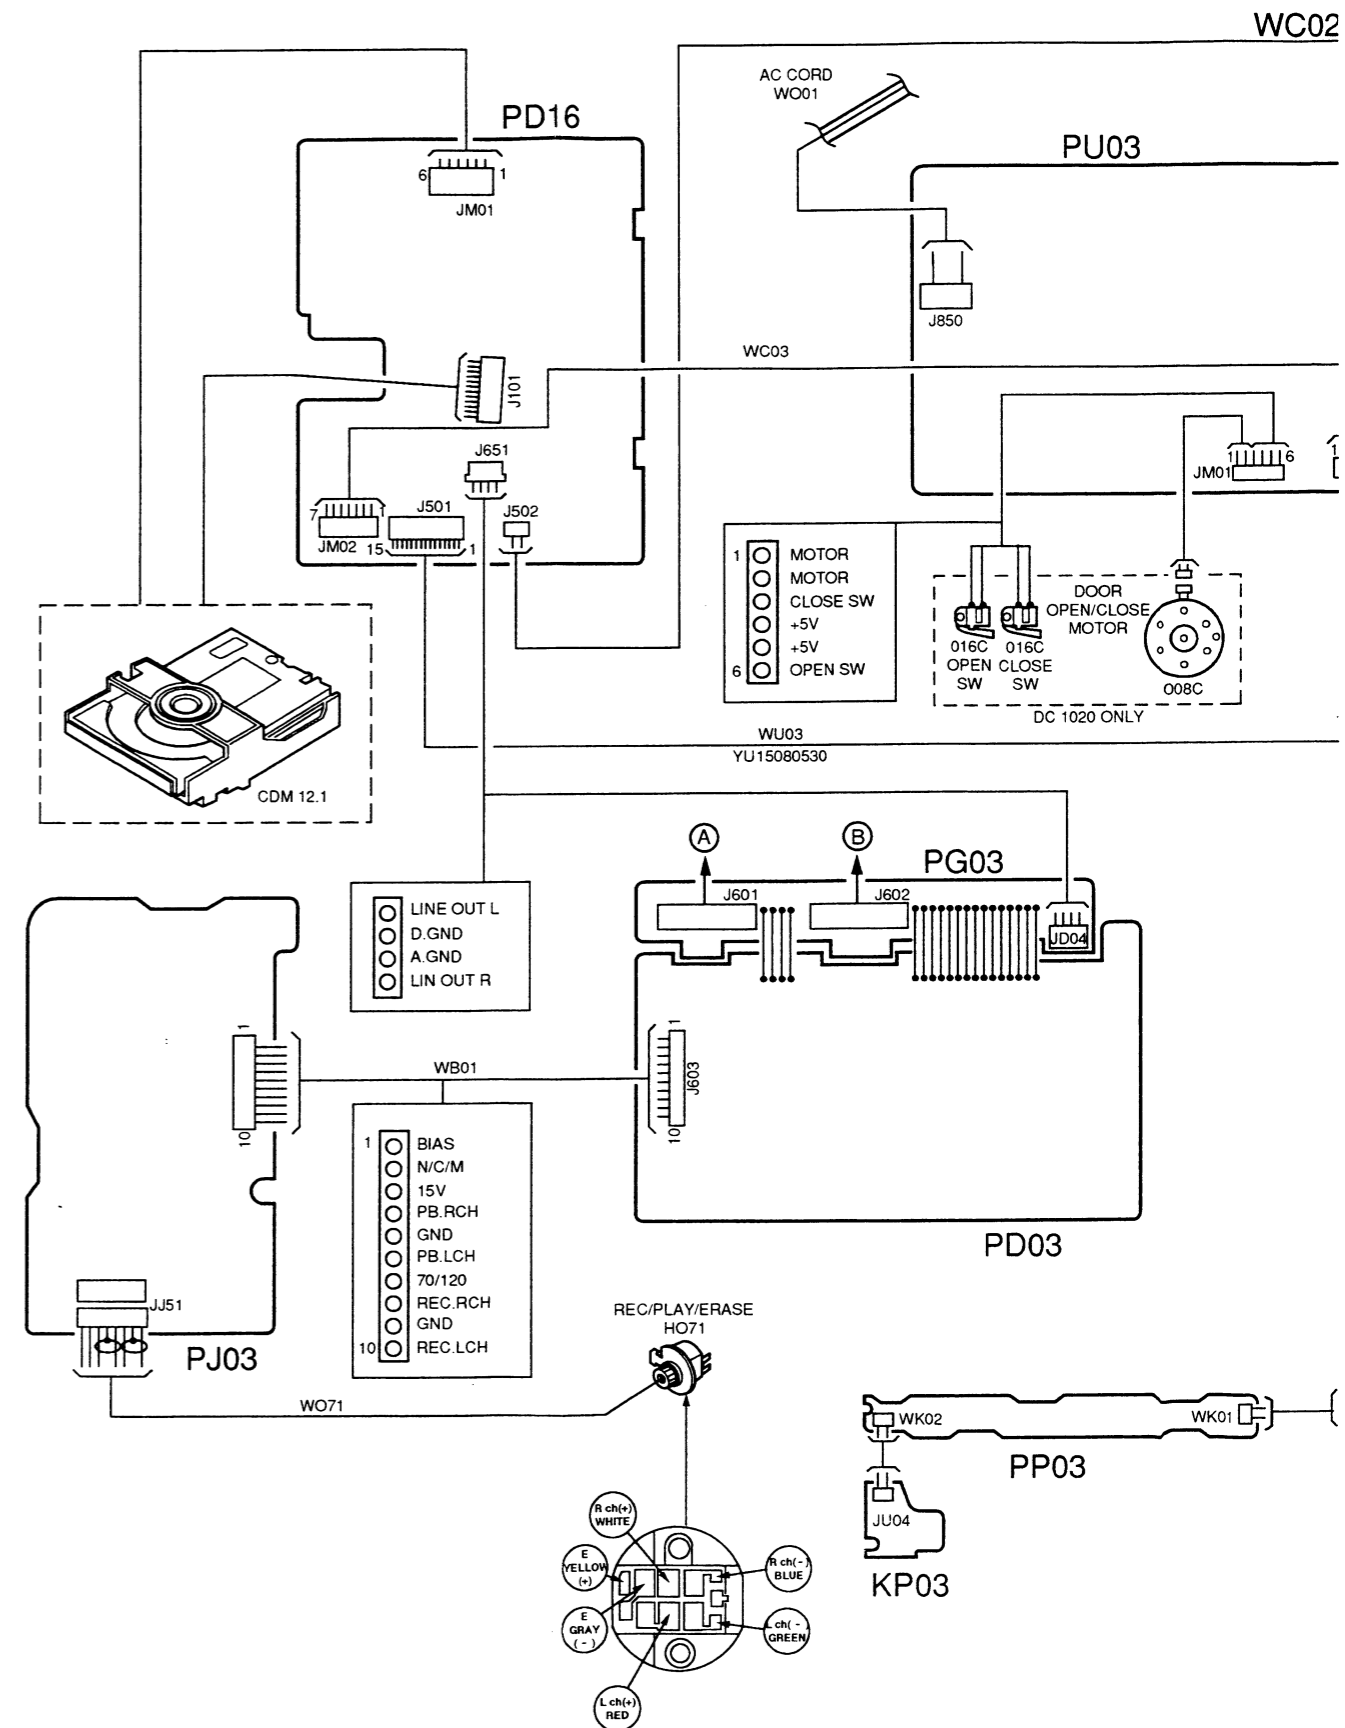 WC02
AC CORD
WO01
PD16
PU03
6
1
JM01
J850
WC03
J101
J651
1
6
JM01
1
7
1
JM02
J501
15
1
J502
1
MOTOR
MOTOR
CLOSE SW
+5V
+5V
6
OPEN SW
DOOR
OPEN/CLOSE
MOTOR
016C
OPEN
SW
016C
CLOSE
SW
O08C
DC 1020 ONLY
WU03
YU15080530
CDM 12.1
A
B
PG03
J601
J602
JD04
LINE OUT L
D.GND
A.GND
LIN OUT R
1
10
WB01
1
10
J603
1
BIAS
N/C/M
15V
PB.RCH
GND
PB.LCH
70/120
REC.RCH
GND
10
REC.LCH
PD03
JJ51
PJ03
REC/PLAY/ERASE
HO71
WO71
WK02
WK01
PP03
JU04
KP03
R ch(+)
WHITE
E
YELLOW
(+)
R ch(-)
BLUE
E
GRAY
(-)
L ch(-
GREEN
L ch(+)
RED